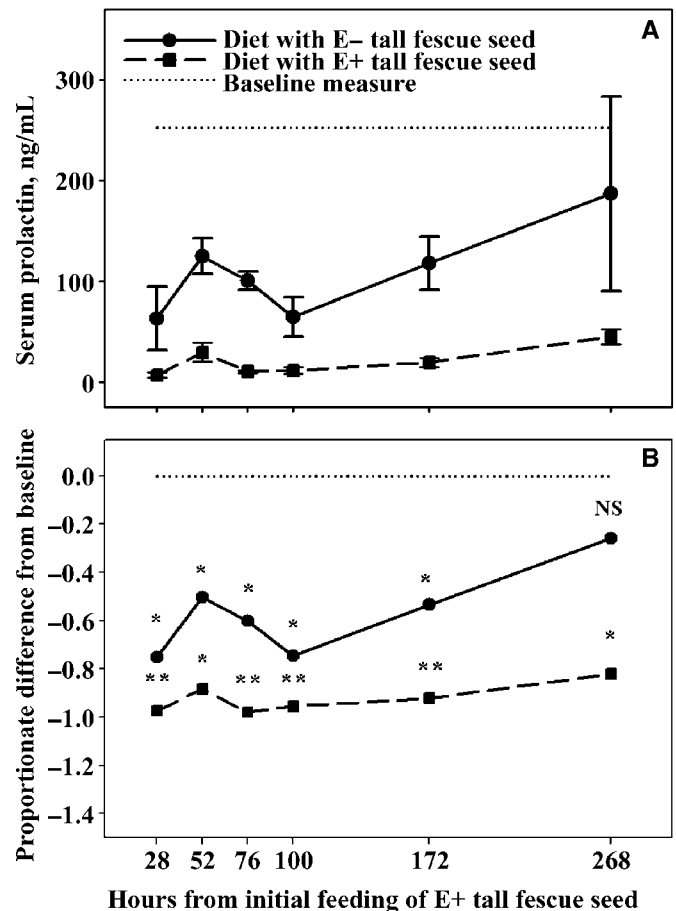 A
Diet with E− tall fescue seed
Diet with E+ tall fescue seed
Baseline measure
Serum prolactin, ng/mL
300
200
100
0
B
Proportionate difference from baseline
0.0
−0.2
−0.4
−0.6
−0.8
−1.0
−1.2
−1.4
NS
* * * * *
** * ** ** ** *
28 52 76 100 172 268
Hours from initial feeding of E+ tall fescue seed